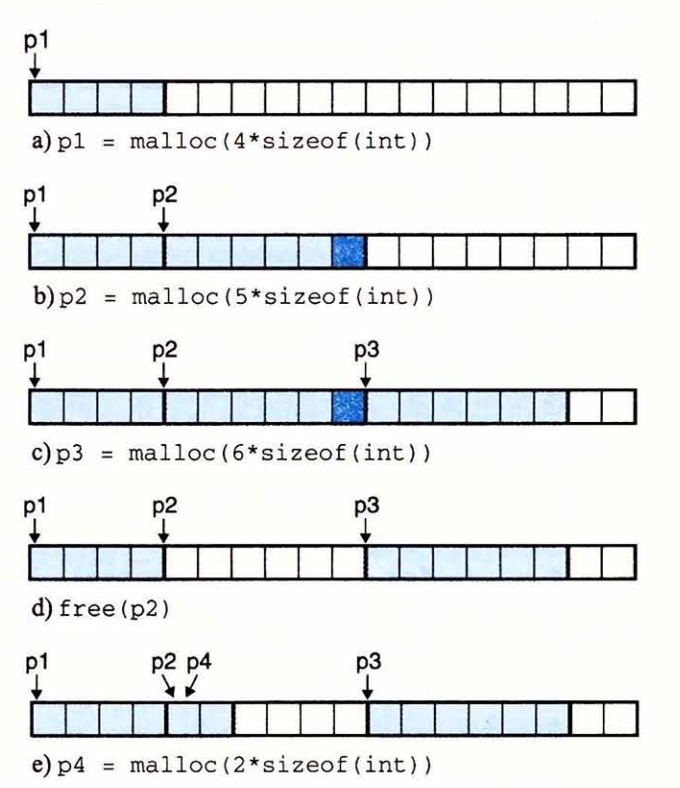 p1
a) p1 = malloc(4*sizeof(int))
p1 p2
b) p2 = malloc(5*sizeof(int))
p1 p2 p3
c) p3 = malloc(6*sizeof(int))
p1 p2 p3
d) free(p2)
p1 p2 p4 p3
e) p4 = malloc(2*sizeof(int))